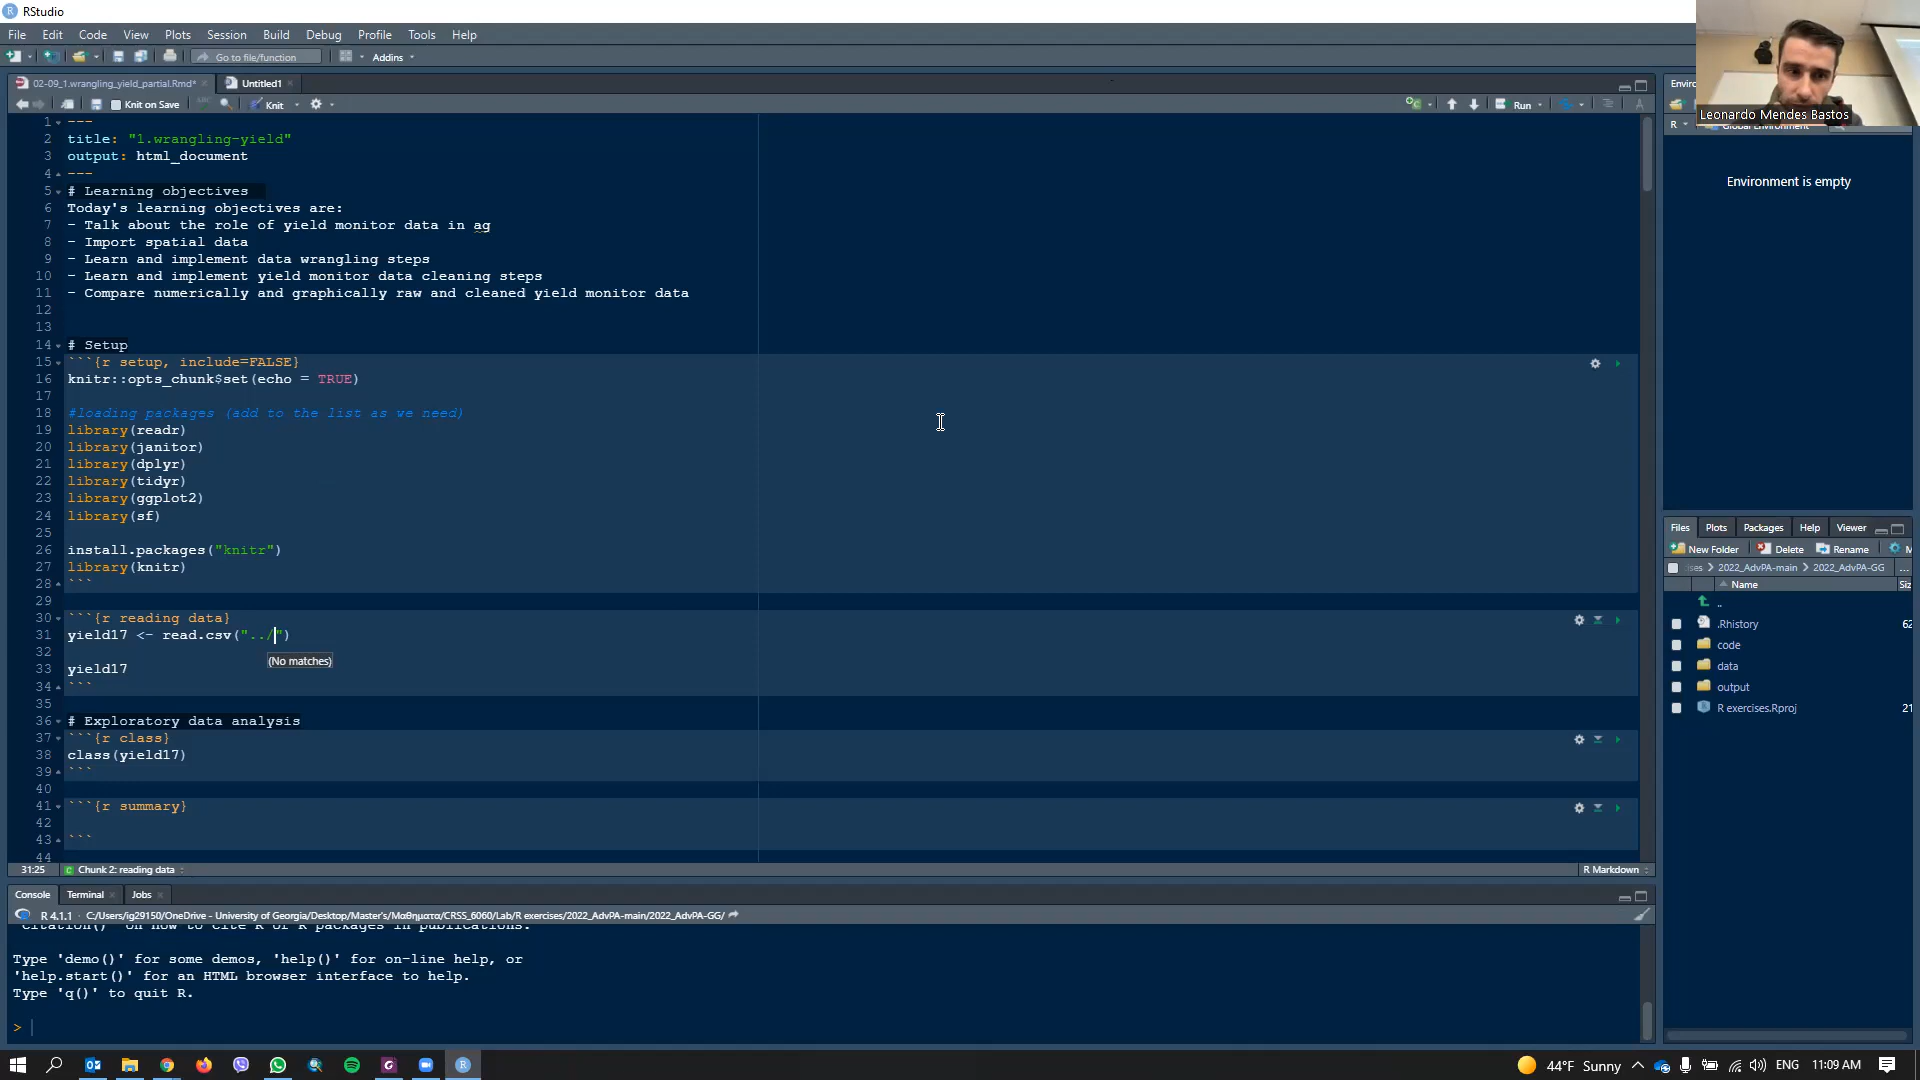 RStudio
File Edit Code View Plots Session Build Debug Profile Tools Help
Go to file/function Addins
02-09_1.wrangling_yield_partial.Rmd* Untitled1
Knit on Save Knit Run
1 ---
2 title: "1.wrangling-yield"
3 output: html_document
4 ---
5 # Learning objectives
6 Today's learning objectives are:
7 - Talk about the role of yield monitor data in ag
8 - Import spatial data
9 - Learn and implement data wrangling steps
10 - Learn and implement yield monitor data cleaning steps
11 - Compare numerically and graphically raw and cleaned yield monitor data
12
13
14 # Setup
15 ```{r setup, include=FALSE}
16 knitr::opts_chunk$set(echo = TRUE)
17
18 #loading packages (add to the list as we need)
19 library(readr)
20 library(janitor)
21 library(dplyr)
22 library(tidyr)
23 library(ggplot2)
24 library(sf)
25
26 install.packages("knitr")
27 library(knitr)
28 ```
29
30 ```{r reading data}
31 yield17 <- read.csv("../")
32
(No matches)
33 yield17
34 ```
35
36 # Exploratory data analysis
37 ```{r class}
38 class(yield17)
39 ```
40
41 ```{r summary}
42
43 ```
44
31:25 Chunk 2: reading data R Markdown
Console Terminal Jobs
R 4.1.1 · C:/Users/ig29150/OneDrive - University of Georgia/Desktop/Master's/Μαθηματα/CRSS_6060/Lab/R exercises/2022_AdvPA-main/2022_AdvPA-GG/
'citation()' on how to cite R or R packages in publications.
Type 'demo()' for some demos, 'help()' for on-line help, or
'help.start()' for an HTML browser interface to help.
Type 'q()' to quit R.
>
Leonardo Mendes Bastos
R Global Environment
Environment is empty
Files Plots Packages Help Viewer
New Folder Delete Rename
2022_AdvPA-main 2022_AdvPA-GG ...
Name
..
.Rhistory
code
data
output
R exercises.Rproj
44°F Sunny ENG 11:09 AM